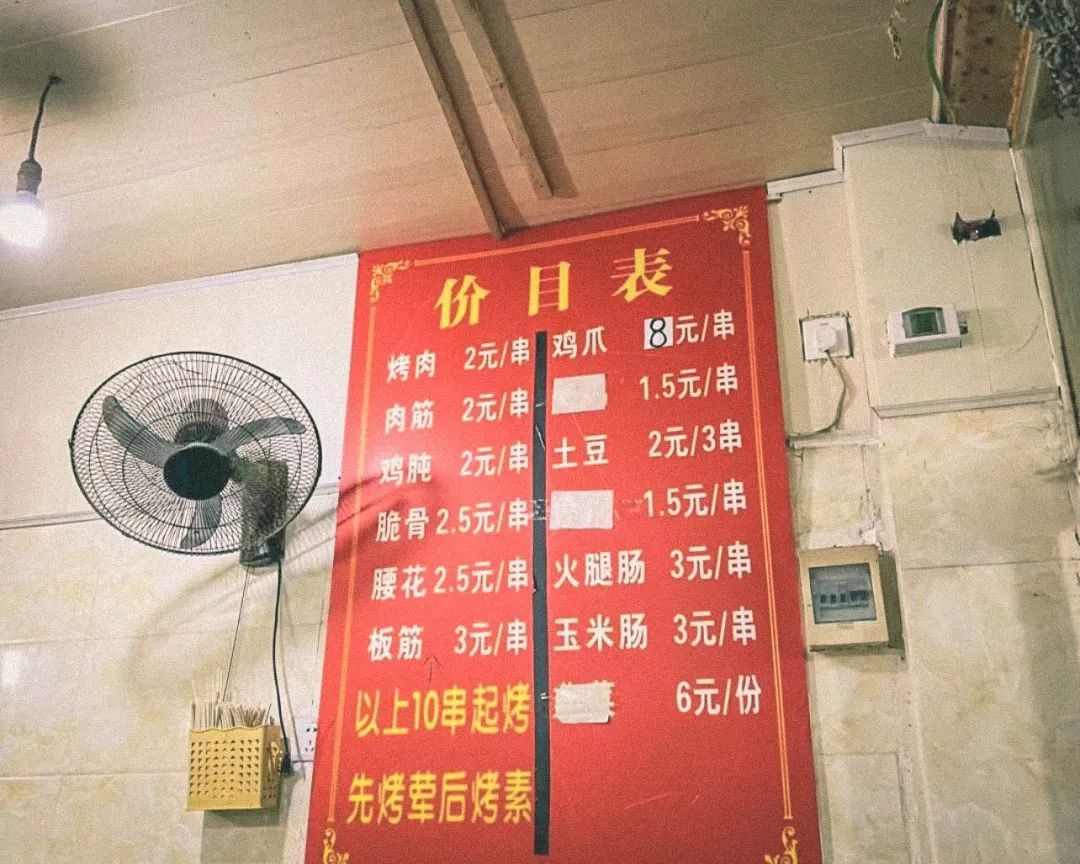 价目表
烤肉 2元/串
肉筋 2元/串
鸡肫 2元/串
脆骨 2.5元/串
腰花 2.5元/串
板筋 3元/串
以上10串起烤
先烤荤后烤素
鸡爪 8元/串
1.5元/串
土豆 2元/3串
1.5元/串
火腿肠 3元/串
玉米肠 3元/串
6元/份